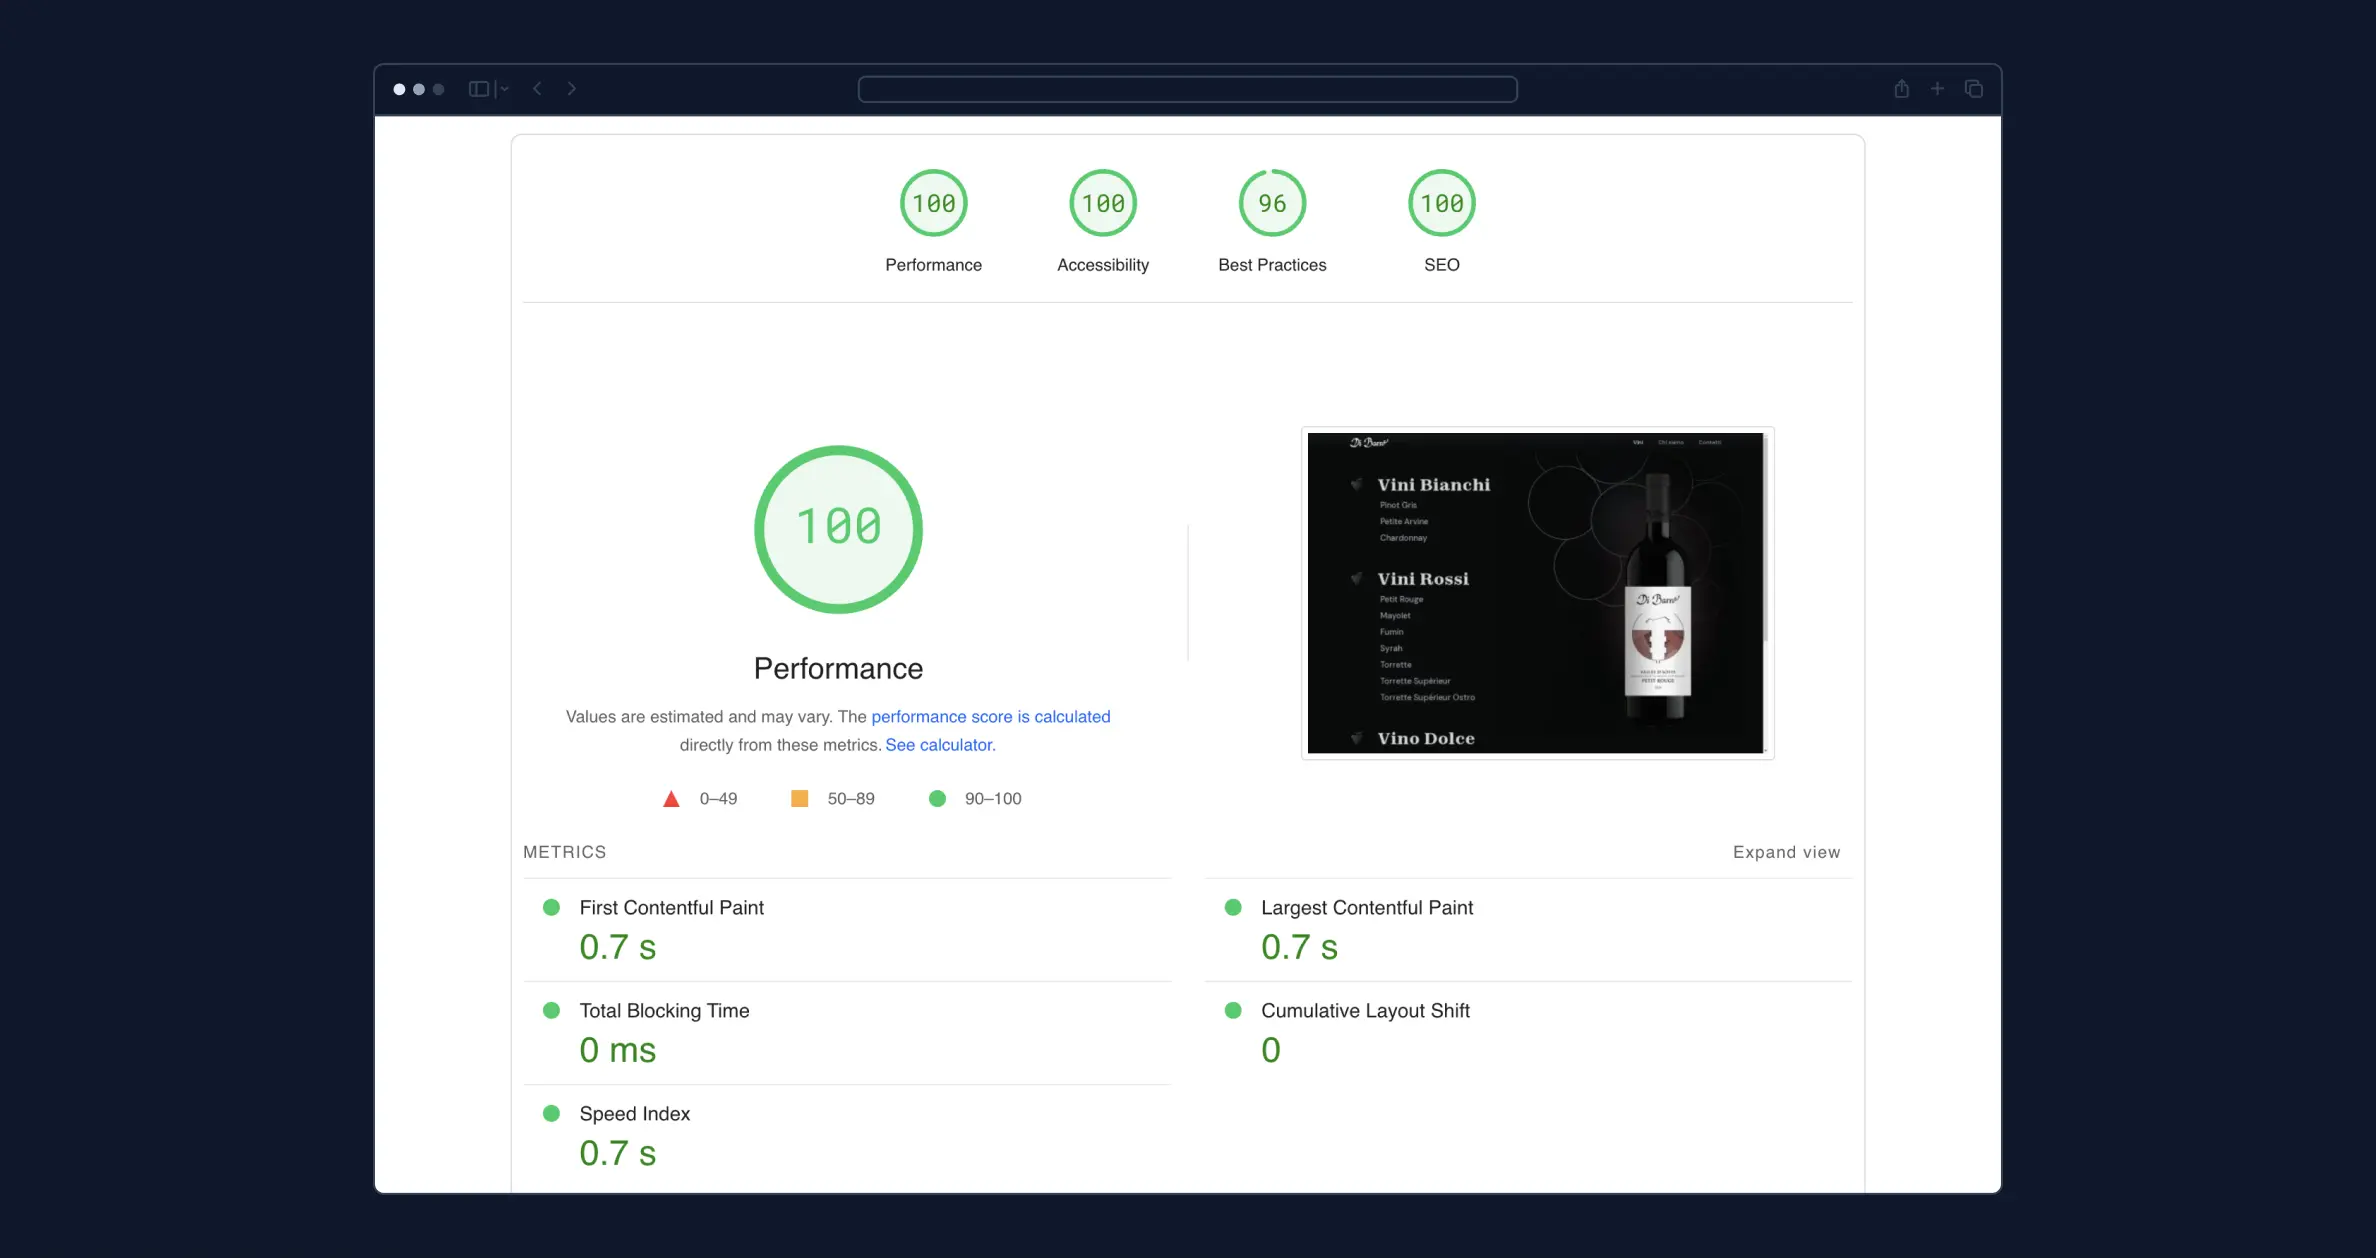 100
100
96
100
Performance
Accessibility
Best Practices
SEO
100
Performance
Values are estimated and may vary. The performance score is calculated
directly from these metrics. See calculator.
0–49
50–89
90–100
Di Barrò
Vini
Chi siamo
Contatti
Vini Bianchi
Pinot Gris
Petite Arvine
Chardonnay
Vini Rossi
Petit Rouge
Mayolet
Fumin
Syrah
Torrette
Torrette Supérieur
Torrette Supérieur Ostro
Vino Dolce
Di Barrò
PETIT ROUGE
METRICS
Expand view
First Contentful Paint
0.7 s
Largest Contentful Paint
0.7 s
Total Blocking Time
0 ms
Cumulative Layout Shift
0
Speed Index
0.7 s